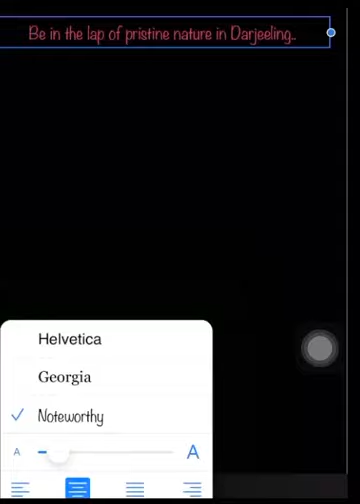 Be in the lap of pristine nature in Darjeeling..
Helvetica
Georgia
Noteworthy
A A